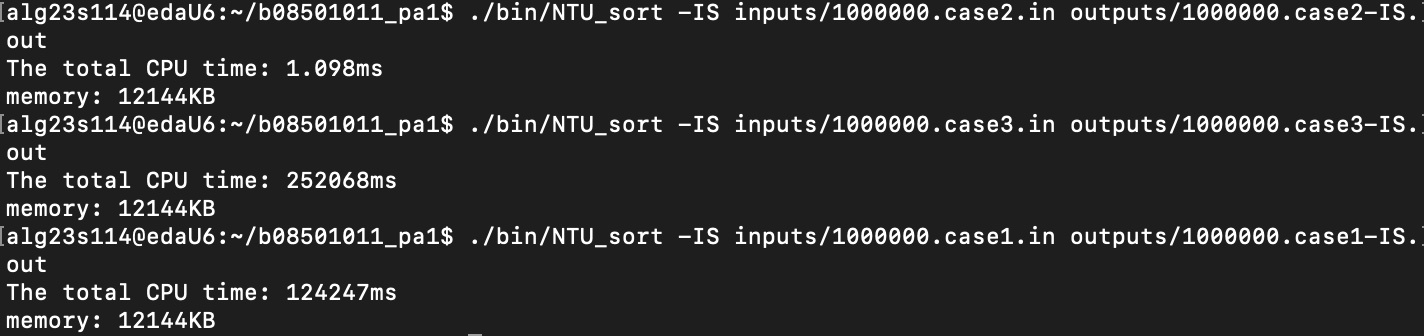 [alg23s114@edaU6:~/b08501011_pa1$ ./bin/NTU_sort -IS inputs/1000000.case2.in outputs/1000000.case2-IS.
out
The total CPU time: 1.098ms
memory: 12144KB
[alg23s114@edaU6:~/b08501011_pa1$ ./bin/NTU_sort -IS inputs/1000000.case3.in outputs/1000000.case3-IS.
out
The total CPU time: 252068ms
memory: 12144KB
[alg23s114@edaU6:~/b08501011_pa1$ ./bin/NTU_sort -IS inputs/1000000.case1.in outputs/1000000.case1-IS.
out
The total CPU time: 124247ms
memory: 12144KB